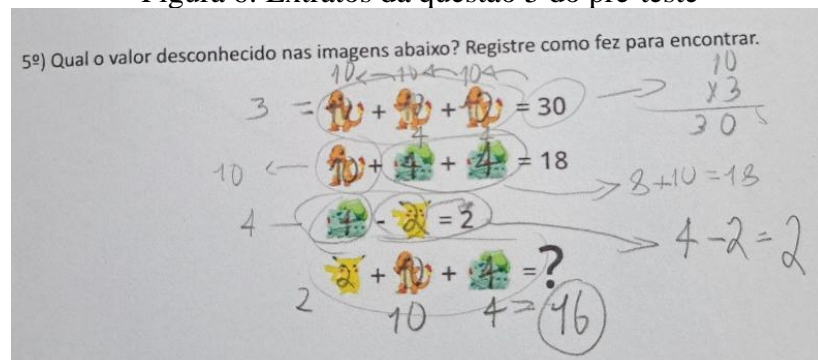 Figura 6: Extratos da questão 5 do pré-teste
5º) Qual o valor desconhecido nas imagens abaixo? Registre como fez para encontrar.
10 10 10
10
x3
30
3 = 10 + 10 + 10 = 30
4 4
10 10 + 4 + 4 = 18
8+10=18
4 4 - 2 = 2
4-2=2
2 + 10 + 4 = ?
2 10 4 = 16